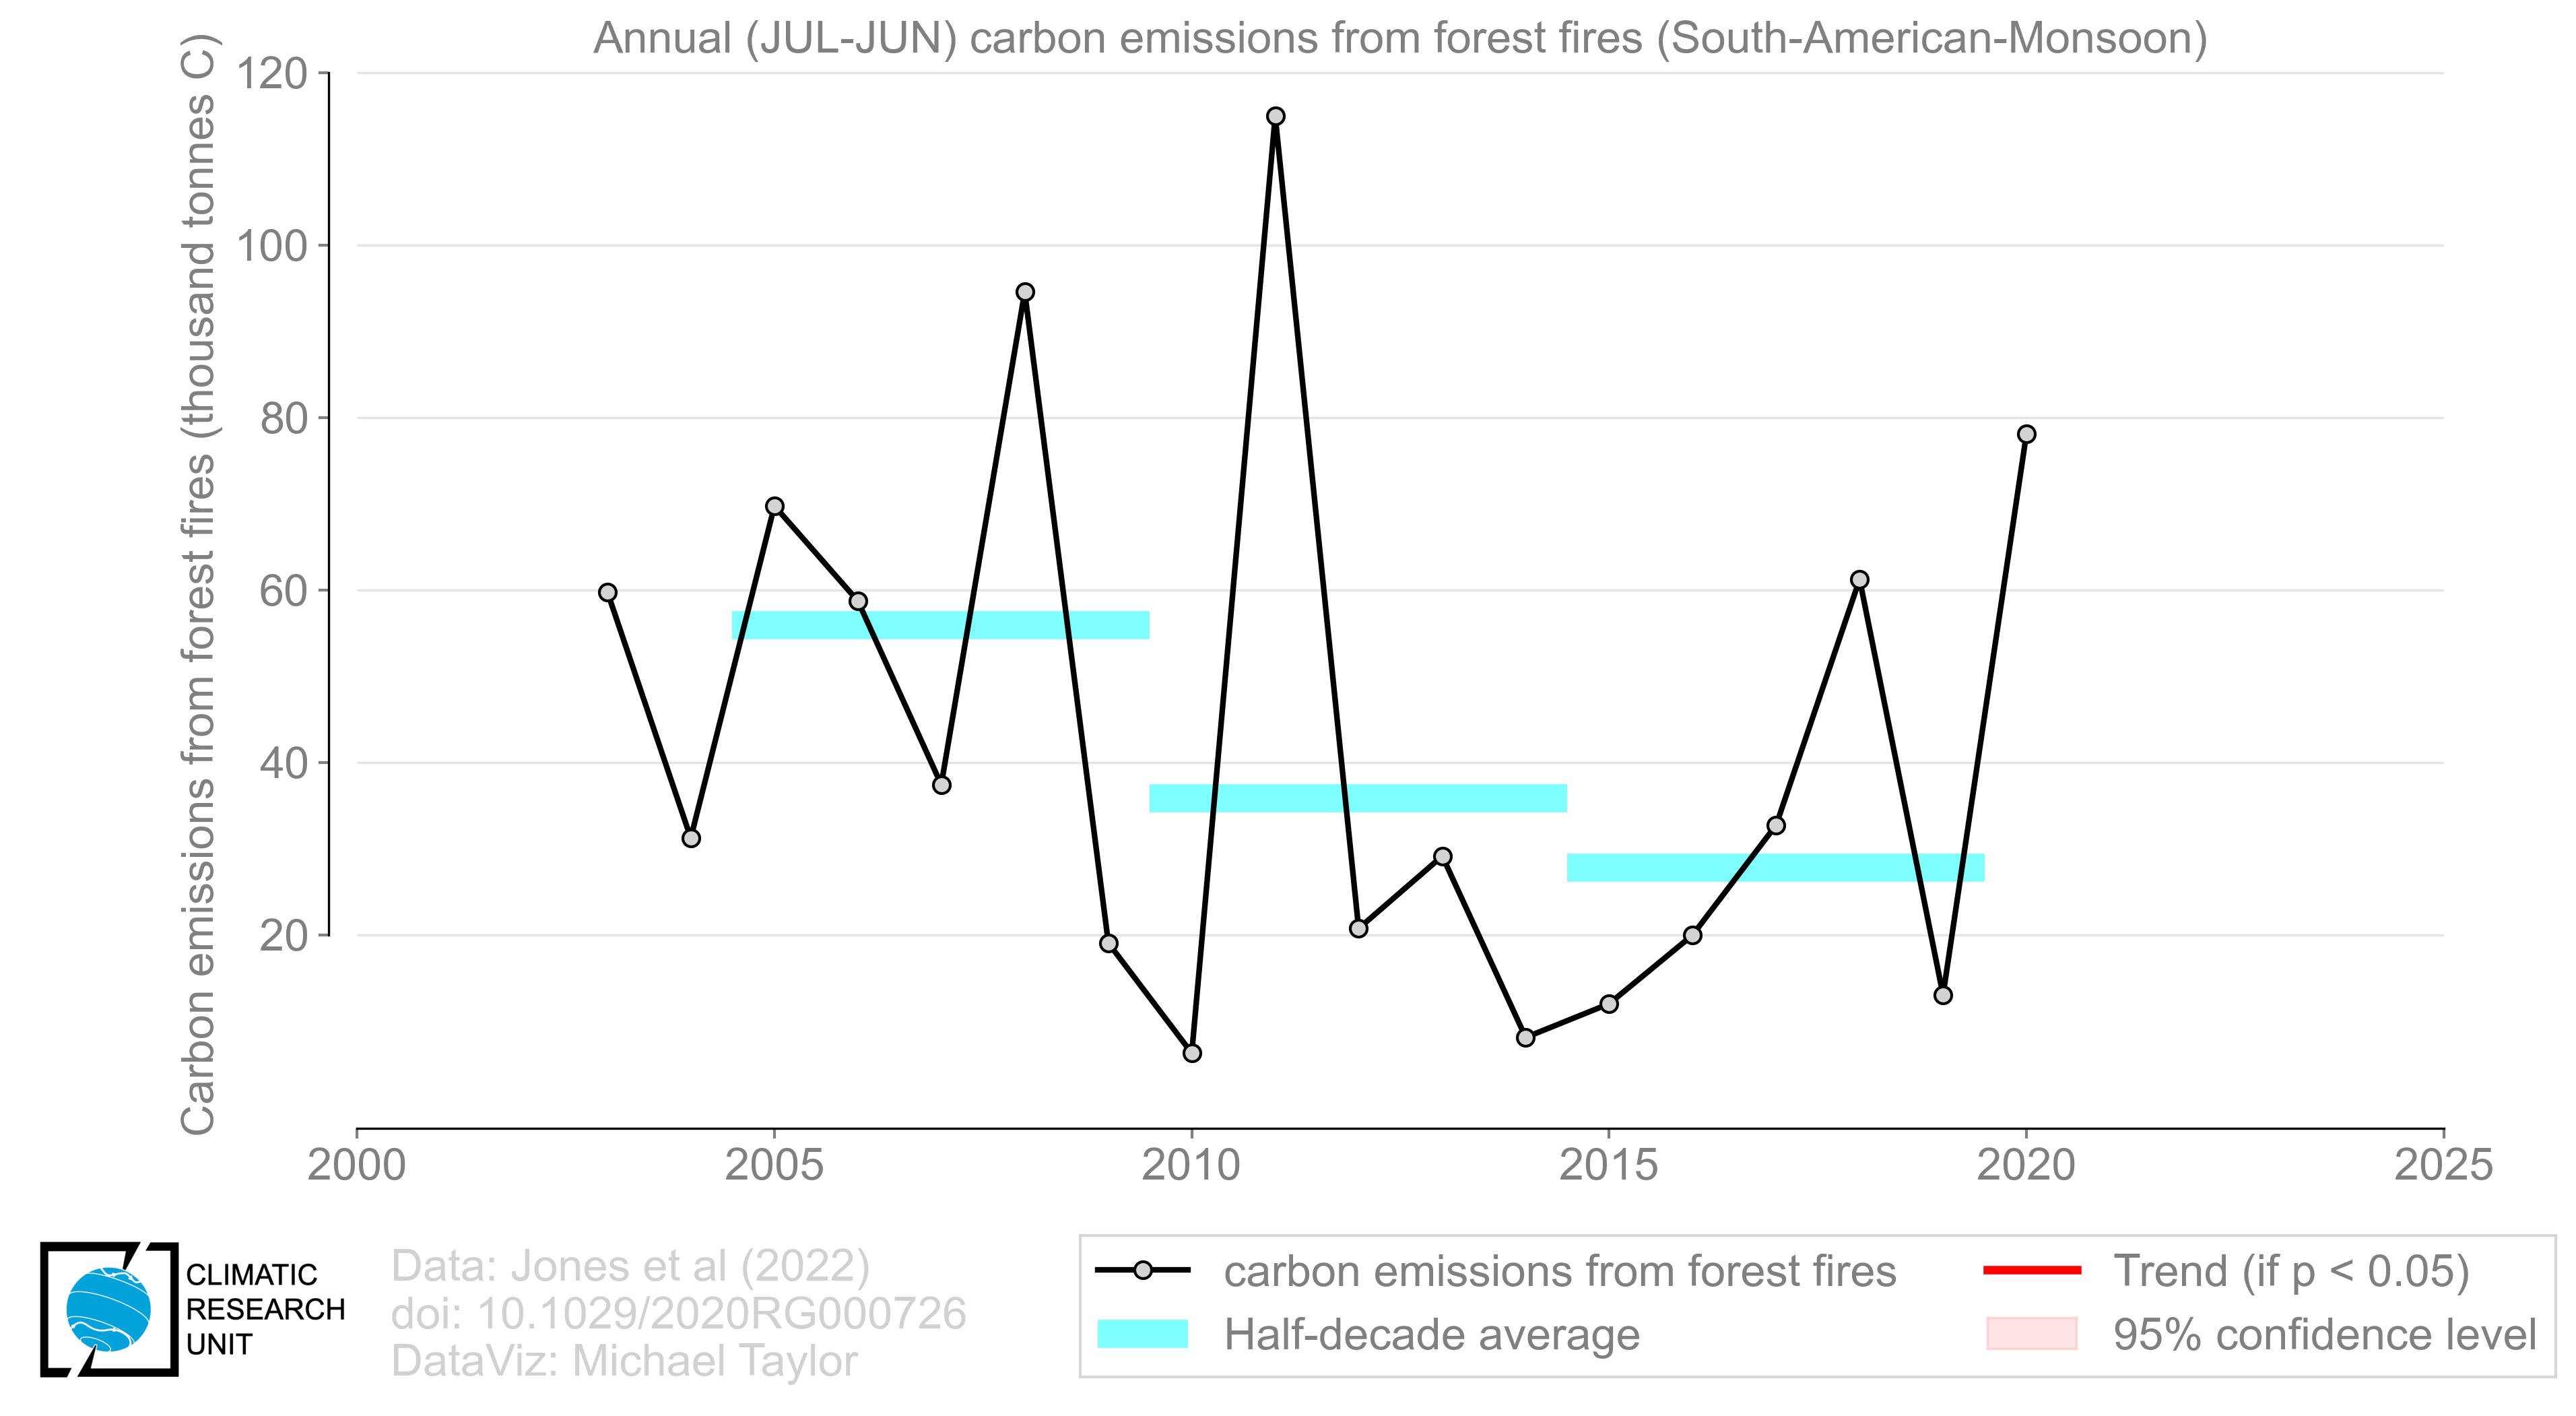 Annual (JUL-JUN) carbon emissions from forest fires (South-American-Monsoon)
Carbon emissions from forest fires (thousand tonnes C)
120
100
80
60
40
20
2000 2005 2010 2015 2020 2025
CLIMATIC
RESEARCH
UNIT
Data: Jones et al (2022)
doi: 10.1029/2020RG000726
DataViz: Michael Taylor
carbon emissions from forest fires
Half-decade average
Trend (if p < 0.05)
95% confidence level